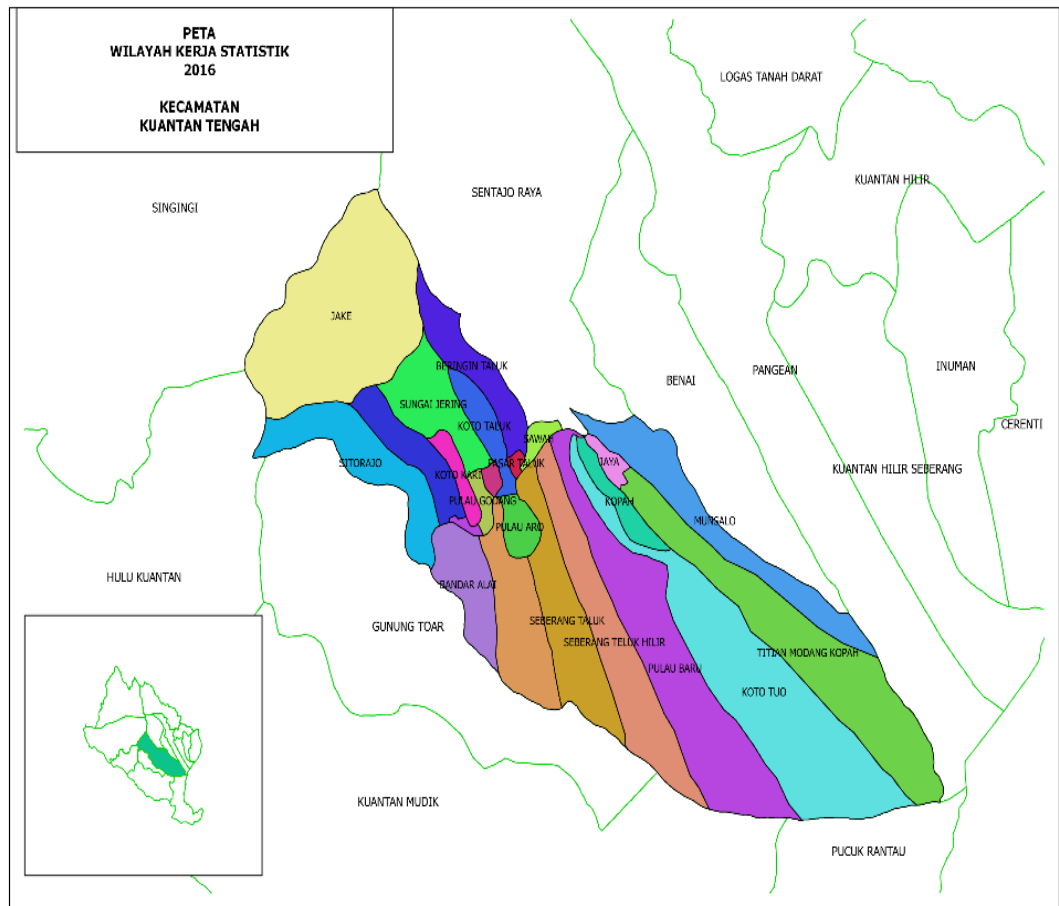 PETA
WILAYAH KERJA STATISTIK
2016
KECAMATAN
KUANTAN TENGAH
LOGAS TANAH DARAT
KUANTAN HILIR
SENTAJO RAYA
SINGINGI
JAKE
BERINGIN TALUK
BENAI
PANGEAN
INUMAN
SUNGAI JERING
KOTO TALUK
CERENTI
SAWAH
SITORAJO
KOTO KARI
PASAR TALUK
JAYA
KUANTAN HILIR SEBERANG
PULAU GODANG
KOPAH
PULAU ARO
MUNSALO
HULU KUANTAN
BANDAR ALAI
GUNUNG TOAR
SEBERANG TALUK
SEBERANG TELUK HILIR
TITIAN MODANG KOPAH
PULAU BARU
KOTO TUO
KUANTAN MUDIK
PUCUK RANTAU